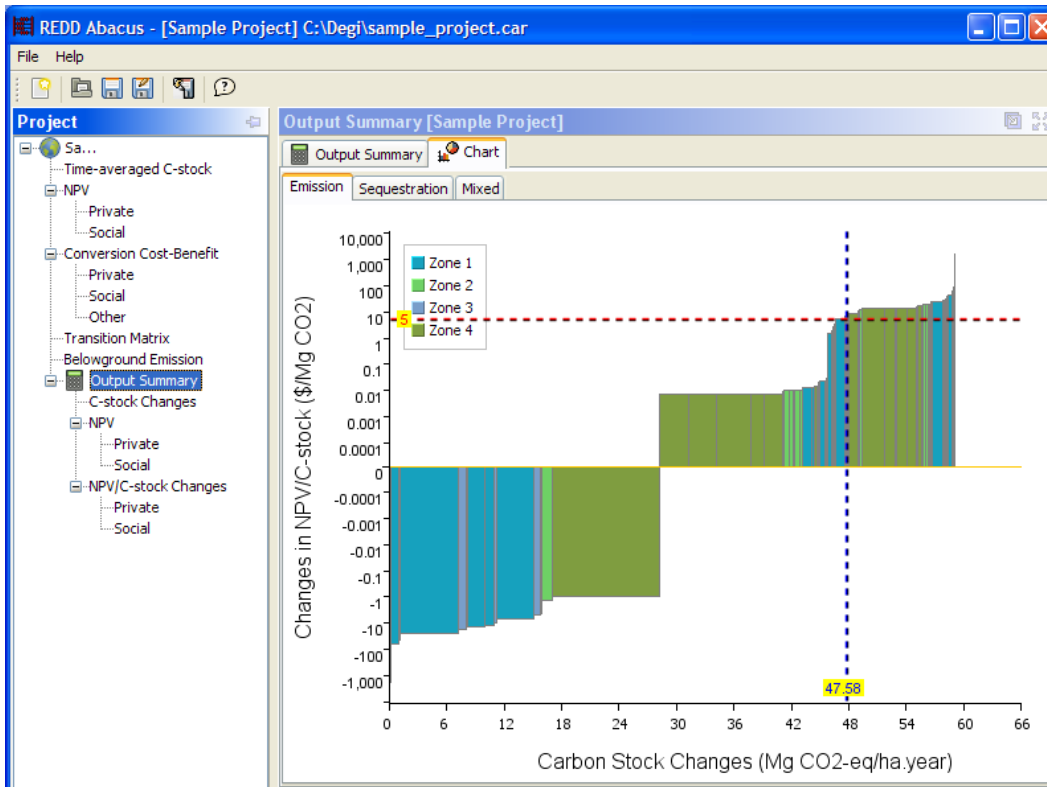 REDD Abacus - [Sample Project] C:\Degi\sample_project.car
File Help
Project
Sa...
Time-averaged C-stock
NPV
Private
Social
Conversion Cost-Benefit
Private
Social
Other
Transition Matrix
Belowground Emission
Output Summary
C-stock Changes
NPV
Private
Social
NPV/C-stock Changes
Private
Social
Output Summary [Sample Project]
Output Summary Chart
Emission Sequestration Mixed
Changes in NPV/C-stock ($/Mg CO2)
10,000
1,000
100
10
1
0.1
0.01
0.001
0.0001
0
-0.0001
-0.001
-0.01
-0.1
-1
-10
-100
-1,000
Zone 1
Zone 2
Zone 3
Zone 4
5
47.58
0 6 12 18 24 30 36 42 48 54 60 66
Carbon Stock Changes (Mg CO2-eq/ha.year)